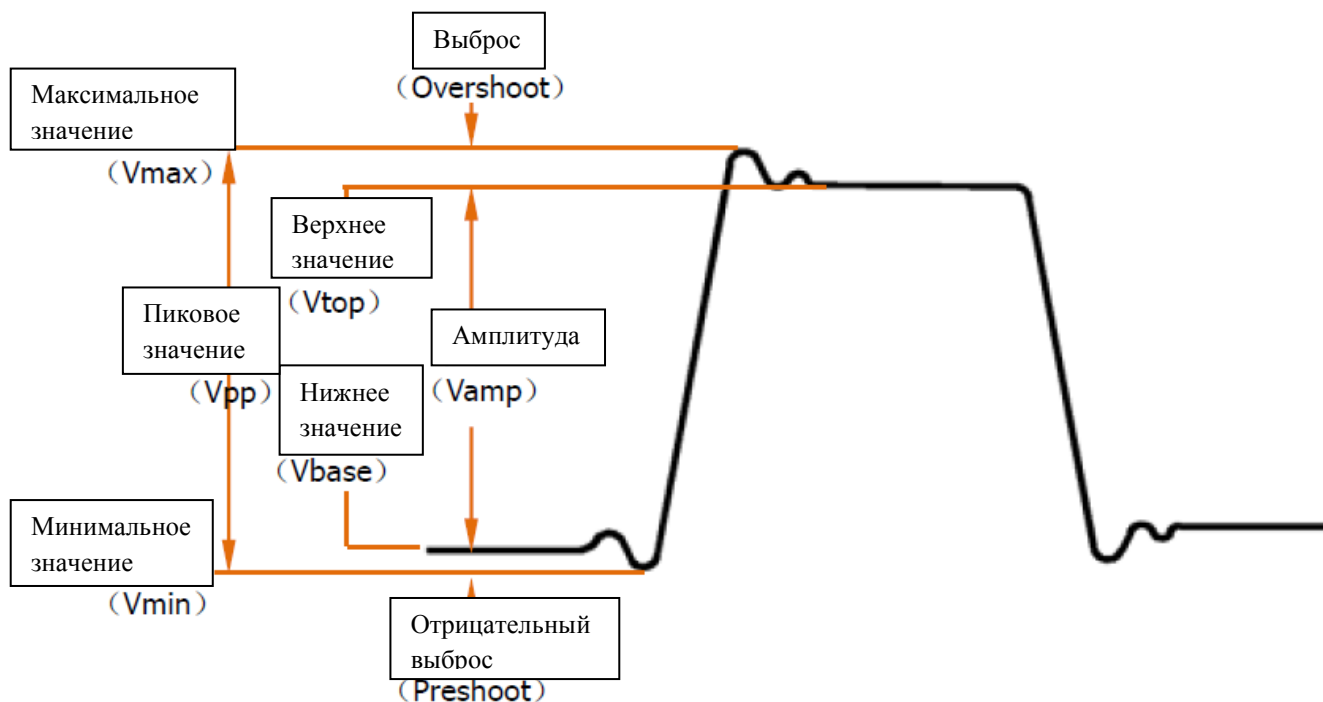 Выброс
（Overshoot）
Максимальное
значение
（Vmax）
Верхнее
значение
（Vtop）
Пиковое
значение
（Vpp）
Амплитуда
（Vamp）
Нижнее
значение
（Vbase）
Минимальное
значение
（Vmin）
Отрицательный
выброс
（Preshoot）